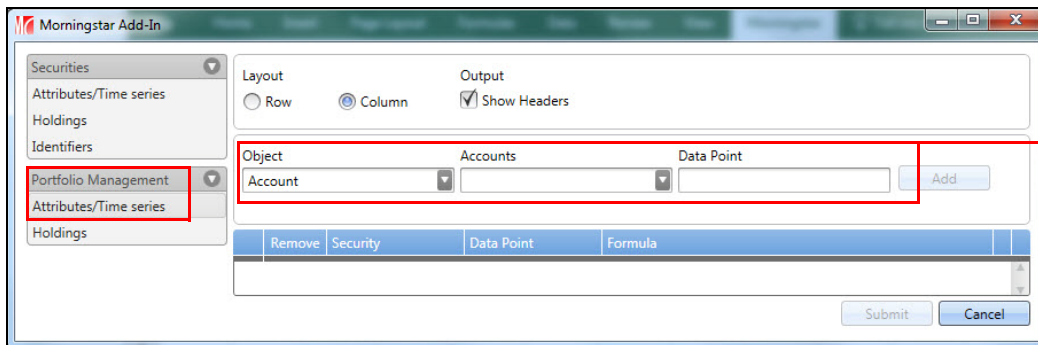 Morningstar Add-In
Securities
Attributes/Time series
Holdings
Identifiers
Portfolio Management
Attributes/Time series
Holdings
Layout
Row
Column
Output
Show Headers
Object
Accounts
Data Point
Account
Add
Remove Security Data Point Formula
Submit
Cancel